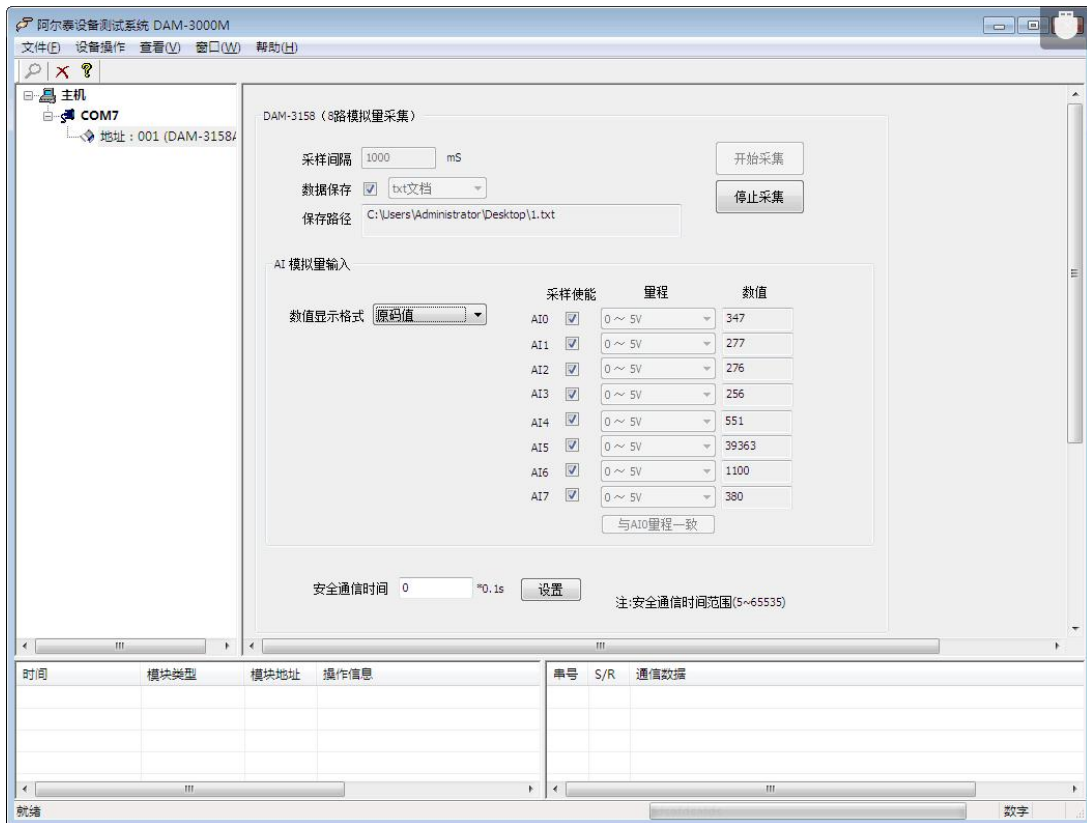 阿尔泰设备测试系统 DAM-3000M
文件(F) 设备操作 查看(V) 窗口(W) 帮助(H)
主机
COM7
地址：001 (DAM-3158A
DAM-3158（8路模拟量采集）
采样间隔 1000 mS 开始采集
数据保存 txt文档 停止采集
保存路径 C:\Users\Administrator\Desktop\1.txt
AI 模拟量输入
采样使能 量程 数值
数值显示格式 原码值
AI0 0～ 5V 347
AI1 0～ 5V 277
AI2 0～ 5V 276
AI3 0～ 5V 256
AI4 0～ 5V 551
AI5 0～ 5V 39363
AI6 0～ 5V 1100
AI7 0～ 5V 380
与AI0量程一致
安全通信时间 0 *0.1s 设置
注:安全通信时间范围(5~65535)
时间 模块类型 模块地址 操作信息 串号 S/R 通信数据
就绪 数字